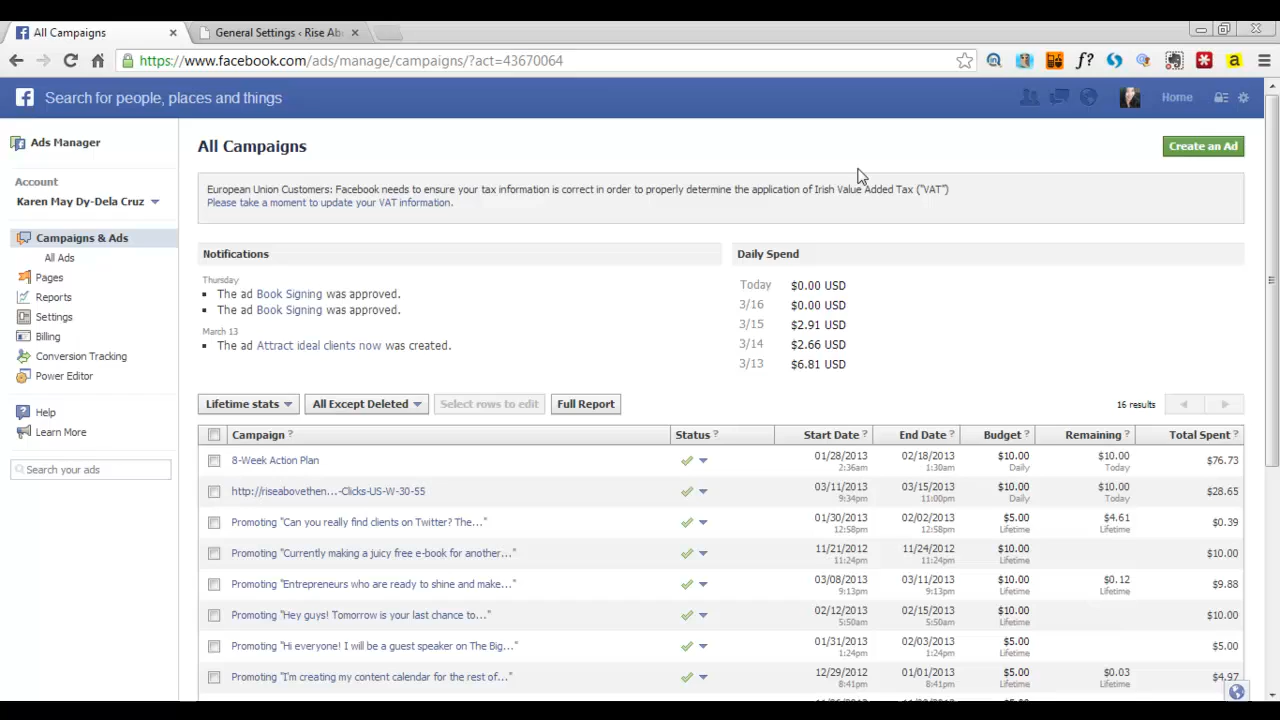 All Campaigns
General Settings ‹ Rise Ab
https://www.facebook.com/ads/manage/campaigns/?act=43670064
Search for people, places and things
Home
Ads Manager
Account
Karen May Dy-Dela Cruz
Campaigns & Ads
All Ads
Pages
Reports
Settings
Billing
Conversion Tracking
Power Editor
Help
Learn More
Search your ads
All Campaigns
Create an Ad
European Union Customers: Facebook needs to ensure your tax information is correct in order to properly determine the application of Irish Value Added Tax ("VAT")
Please take a moment to update your VAT information.
Notifications
Thursday
The ad Book Signing was approved.
The ad Book Signing was approved.
March 13
The ad Attract ideal clients now was created.
Daily Spend
Today $0.00 USD
3/16 $0.00 USD
3/15 $2.91 USD
3/14 $2.66 USD
3/13 $6.81 USD
Lifetime stats All Except Deleted Select rows to edit Full Report 16 results
Campaign ? Status ? Start Date ? End Date ? Budget ? Remaining ? Total Spent ?
8-Week Action Plan 01/28/2013 02/18/2013 $10.00 $10.00 $76.73
2:36am 1:30am Daily Today
http://riseabovethen...-Clicks-US-W-30-55 03/11/2013 03/15/2013 $10.00 $10.00 $28.65
9:34pm 11:00pm Daily Today
Promoting "Can you really find clients on Twitter? The..." 01/30/2013 02/02/2013 $5.00 $4.61 $0.39
12:58pm 12:58pm Lifetime Lifetime
Promoting "Currently making a juicy free e-book for another..." 11/21/2012 11/24/2012 $10.00 $10.00
11:24pm 11:24pm Lifetime
Promoting "Entrepreneurs who are ready to shine and make..." 03/08/2013 03/11/2013 $10.00 $0.12 $9.88
9:13pm 9:13pm Lifetime Lifetime
Promoting "Hey guys! Tomorrow is your last chance to..." 02/12/2013 02/15/2013 $10.00 $10.00
5:50am 5:50am Lifetime
Promoting "Hi everyone! I will be a guest speaker on The Big..." 01/31/2013 02/03/2013 $5.00 $5.00
1:24pm 1:24pm Lifetime
Promoting "I'm creating my content calendar for the rest of..." 12/29/2012 01/01/2013 $5.00 $0.03 $4.97
8:41pm 8:41pm Lifetime Lifetime